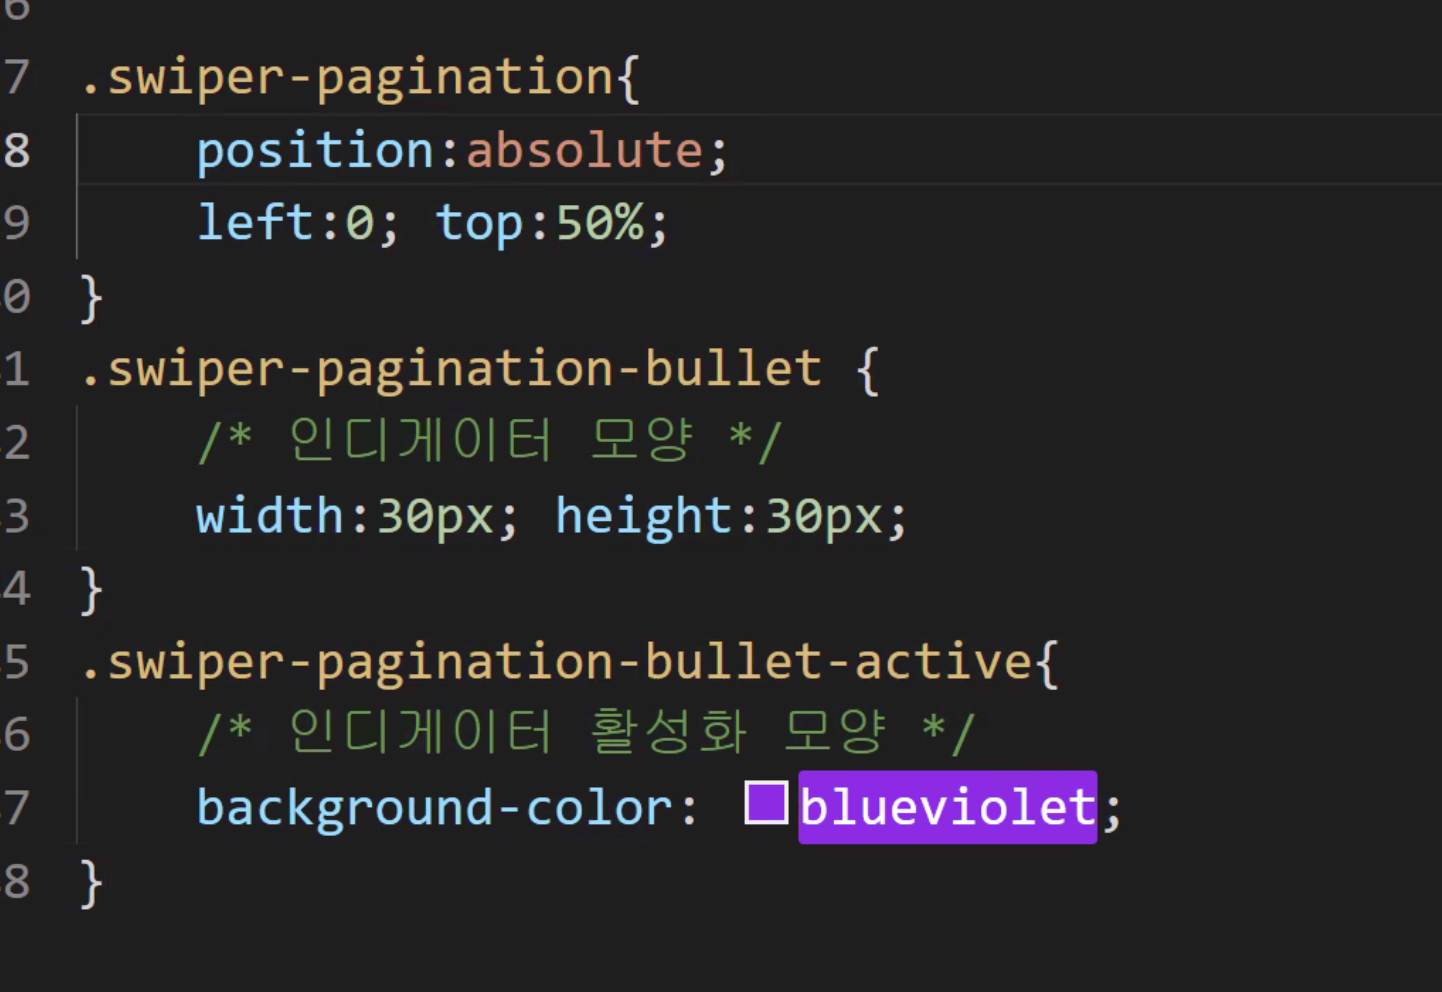 6
7 .swiper-pagination{
8 position:absolute;
9 left:0; top:50%;
0 }
1 .swiper-pagination-bullet {
2 /* 인디게이터 모양 */
3 width:30px; height:30px;
4 }
5 .swiper-pagination-bullet-active{
6 /* 인디게이터 활성화 모양 */
7 background-color: blueviolet;
8 }